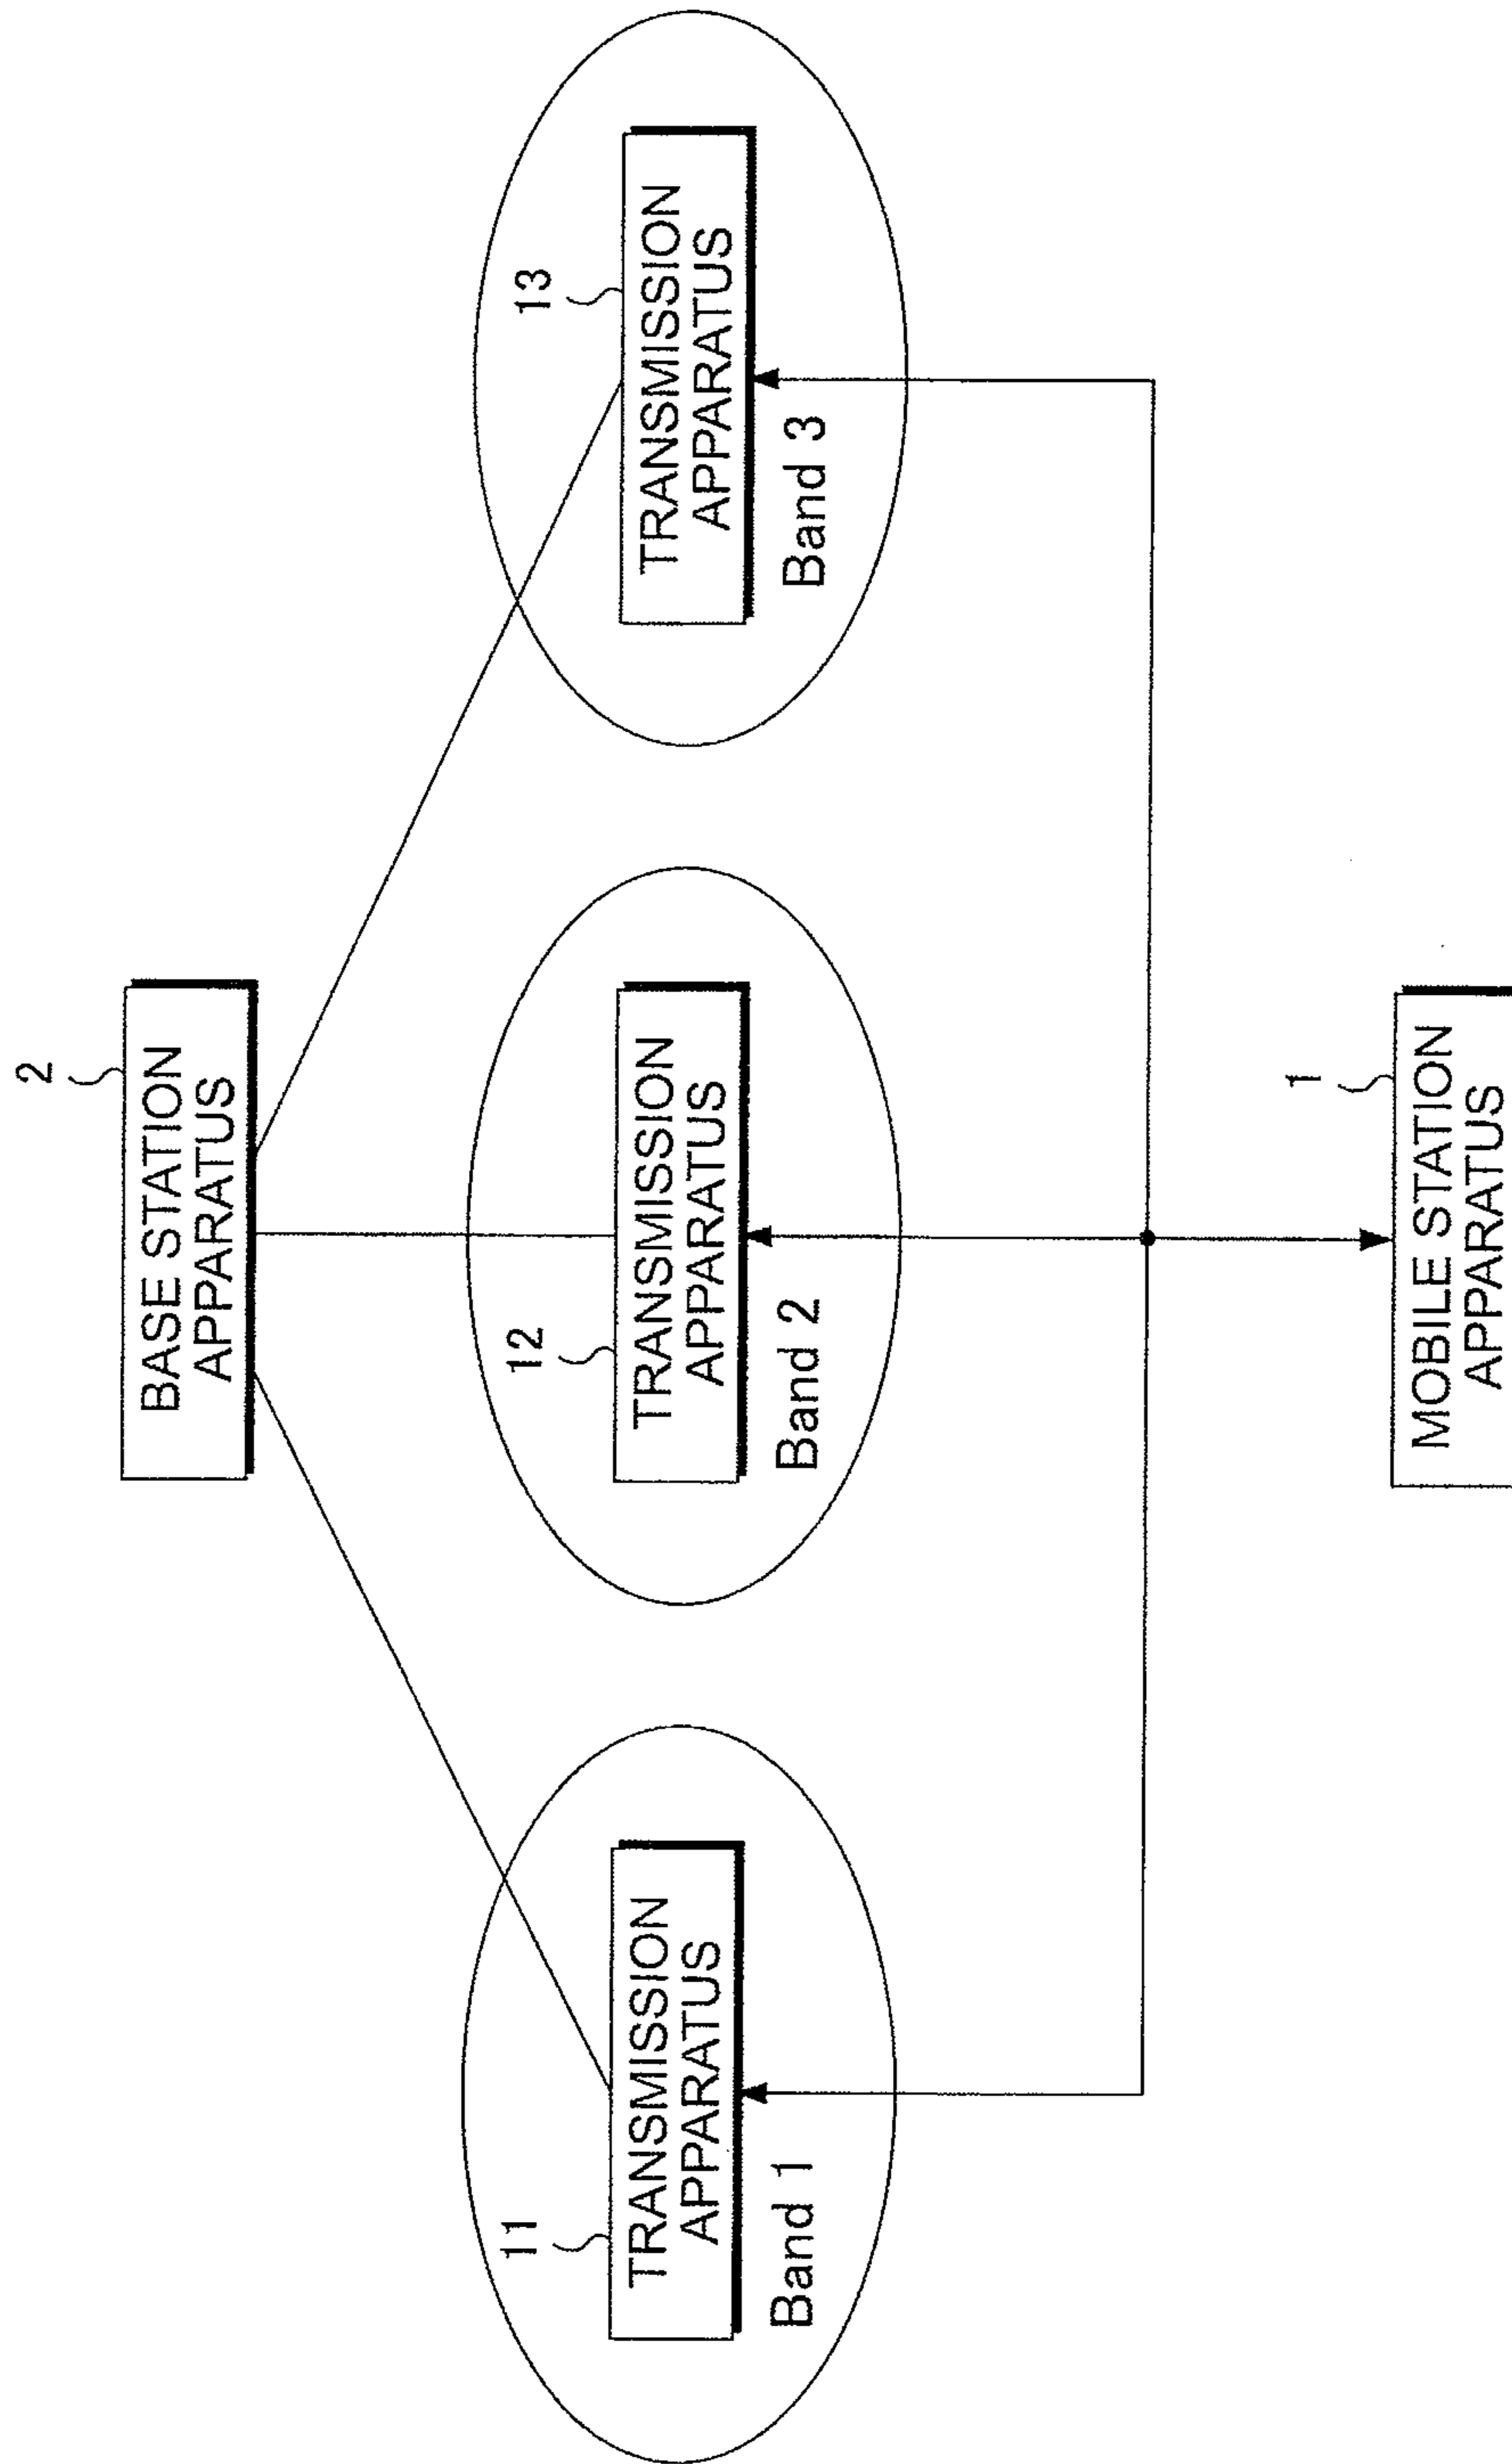 2
BASE STATION
APPARATUS
11
TRANSMISSION
APPARATUS
Band 1
12
TRANSMISSION
APPARATUS
Band 2
13
TRANSMISSION
APPARATUS
Band 3
1
MOBILE STATION
APPARATUS